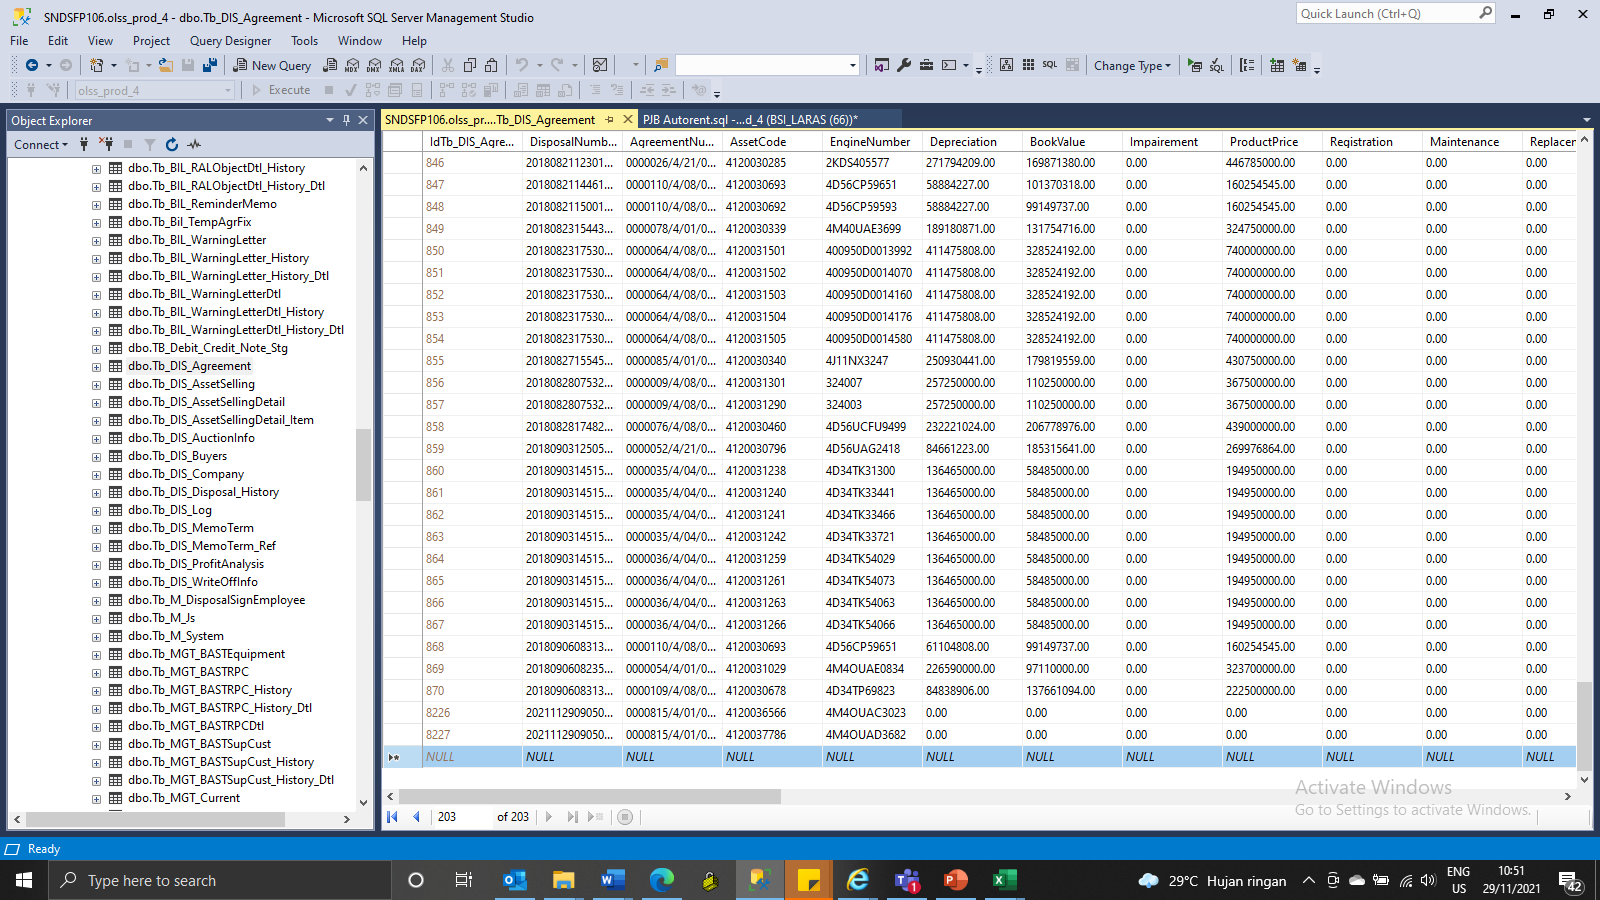 SNDSFP106.olss_prod_4 - dbo.Tb_DIS_Agreement - Microsoft SQL Server Management Studio
Quick Launch (Ctrl+Q)
File Edit View Project Query Designer Tools Window Help
New Query MDX DMX XMLA DAX SQL Change Type SQL
olss_prod_4 Execute
Object Explorer
Connect
dbo.Tb_BIL_RALObjectDtl_History
dbo.Tb_BIL_RALObjectDtl_History_Dtl
dbo.Tb_BIL_ReminderMemo
dbo.Tb_Bil_TempAgrFix
dbo.Tb_BIL_WarningLetter
dbo.Tb_BIL_WarningLetter_History
dbo.Tb_BIL_WarningLetter_History_Dtl
dbo.Tb_BIL_WarningLetterDtl
dbo.Tb_BIL_WarningLetterDtl_History
dbo.Tb_BIL_WarningLetterDtl_History_Dtl
dbo.TB_Debit_Credit_Note_Stg
dbo.Tb_DIS_Agreement
dbo.Tb_DIS_AssetSelling
dbo.Tb_DIS_AssetSellingDetail
dbo.Tb_DIS_AssetSellingDetail_Item
dbo.Tb_DIS_AuctionInfo
dbo.Tb_DIS_Buyers
dbo.Tb_DIS_Company
dbo.Tb_DIS_Disposal_History
dbo.Tb_DIS_Log
dbo.Tb_DIS_MemoTerm
dbo.Tb_DIS_MemoTerm_Ref
dbo.Tb_DIS_ProfitAnalysis
dbo.Tb_DIS_WriteOffInfo
dbo.Tb_M_DisposalSignEmployee
dbo.Tb_M_Js
dbo.Tb_M_System
dbo.Tb_MGT_BASTEquipment
dbo.Tb_MGT_BASTRPC
dbo.Tb_MGT_BASTRPC_History
dbo.Tb_MGT_BASTRPC_History_Dtl
dbo.Tb_MGT_BASTRPCDtl
dbo.Tb_MGT_BASTSupCust
dbo.Tb_MGT_BASTSupCust_History
dbo.Tb_MGT_BASTSupCust_History_Dtl
dbo.Tb_MGT_Current
SNDSFP106.olss_pr....Tb_DIS_Agreement PJB Autorent.sql -...d_4 (BSI_LARAS (66))*
IdTb_DIS_Agre... DisposalNumb... AgreementNu... AssetCode EngineNumber Depreciation BookValue Impairement ProductPrice Registration Maintenance Replacer
846 2018082112301... 0000026/4/21/0... 4120030285 2KDS405577 271794209.00 169871380.00 0.00 446785000.00 0.00 0.00 0.00
847 2018082114461... 0000110/4/08/0... 4120030693 4D56CP59651 58884227.00 101370318.00 0.00 160254545.00 0.00 0.00 0.00
848 2018082115001... 0000110/4/08/0... 4120030692 4D56CP59593 58884227.00 99149737.00 0.00 160254545.00 0.00 0.00 0.00
849 2018082315443... 0000078/4/01/0... 4120030339 4M40UAE3699 189180871.00 131754716.00 0.00 324750000.00 0.00 0.00 0.00
850 2018082317530... 0000064/4/08/0... 4120031501 400950D0013992 411475808.00 328524192.00 0.00 740000000.00 0.00 0.00 0.00
851 2018082317530... 0000064/4/08/0... 4120031502 400950D0014070 411475808.00 328524192.00 0.00 740000000.00 0.00 0.00 0.00
852 2018082317530... 0000064/4/08/0... 4120031503 400950D0014160 411475808.00 328524192.00 0.00 740000000.00 0.00 0.00 0.00
853 2018082317530... 0000064/4/08/0... 4120031504 400950D0014176 411475808.00 328524192.00 0.00 740000000.00 0.00 0.00 0.00
854 2018082317530... 0000064/4/08/0... 4120031505 400950D0014580 411475808.00 328524192.00 0.00 740000000.00 0.00 0.00 0.00
855 2018082715545... 0000085/4/01/0... 4120030340 4J11NX3247 250930441.00 179819559.00 0.00 430750000.00 0.00 0.00 0.00
856 2018082807532... 0000009/4/08/0... 4120031301 324007 257250000.00 110250000.00 0.00 367500000.00 0.00 0.00 0.00
857 2018082807532... 0000009/4/08/0... 4120031290 324003 257250000.00 110250000.00 0.00 367500000.00 0.00 0.00 0.00
858 2018082817482... 0000076/4/08/0... 4120030460 4D56UCFU9499 232221024.00 206778976.00 0.00 439000000.00 0.00 0.00 0.00
859 2018090312505... 0000052/4/21/0... 4120030796 4D56UAG2418 84661223.00 185315641.00 0.00 269976864.00 0.00 0.00 0.00
860 2018090314515... 0000035/4/04/0... 4120031238 4D34TK31300 136465000.00 58485000.00 0.00 194950000.00 0.00 0.00 0.00
861 2018090314515... 0000035/4/04/0... 4120031240 4D34TK33441 136465000.00 58485000.00 0.00 194950000.00 0.00 0.00 0.00
862 2018090314515... 0000035/4/04/0... 4120031241 4D34TK33466 136465000.00 58485000.00 0.00 194950000.00 0.00 0.00 0.00
863 2018090314515... 0000035/4/04/0... 4120031242 4D34TK33721 136465000.00 58485000.00 0.00 194950000.00 0.00 0.00 0.00
864 2018090314515... 0000036/4/04/0... 4120031259 4D34TK54029 136465000.00 58485000.00 0.00 194950000.00 0.00 0.00 0.00
865 2018090314515... 0000036/4/04/0... 4120031261 4D34TK54073 136465000.00 58485000.00 0.00 194950000.00 0.00 0.00 0.00
866 2018090314515... 0000036/4/04/0... 4120031263 4D34TK54063 136465000.00 58485000.00 0.00 194950000.00 0.00 0.00 0.00
867 2018090314515... 0000036/4/04/0... 4120031266 4D34TK54066 136465000.00 58485000.00 0.00 194950000.00 0.00 0.00 0.00
868 2018090608313... 0000110/4/08/0... 4120030693 4D56CP59651 61104808.00 99149737.00 0.00 160254545.00 0.00 0.00 0.00
869 2018090608235... 0000054/4/01/0... 4120031029 4M4OUAE0834 226590000.00 97110000.00 0.00 323700000.00 0.00 0.00 0.00
870 2018090608313... 0000109/4/08/0... 4120030678 4D34TP69823 84838906.00 137661094.00 0.00 222500000.00 0.00 0.00 0.00
8226 2021112909050... 0000815/4/01/0... 4120036566 4M4OUAC3023 0.00 0.00 0.00 0.00 0.00 0.00 0.00
8227 2021112909050... 0000815/4/01/0... 4120037786 4M4OUAD3682 0.00 0.00 0.00 0.00 0.00 0.00 0.00
NULL NULL NULL NULL NULL NULL NULL NULL NULL NULL NULL NULL
Activate Windows
Go to Settings to activate Windows.
203 of 203
Ready
Type here to search
1
29°C Hujan ringan
ENG
US
10:51
29/11/2021
42